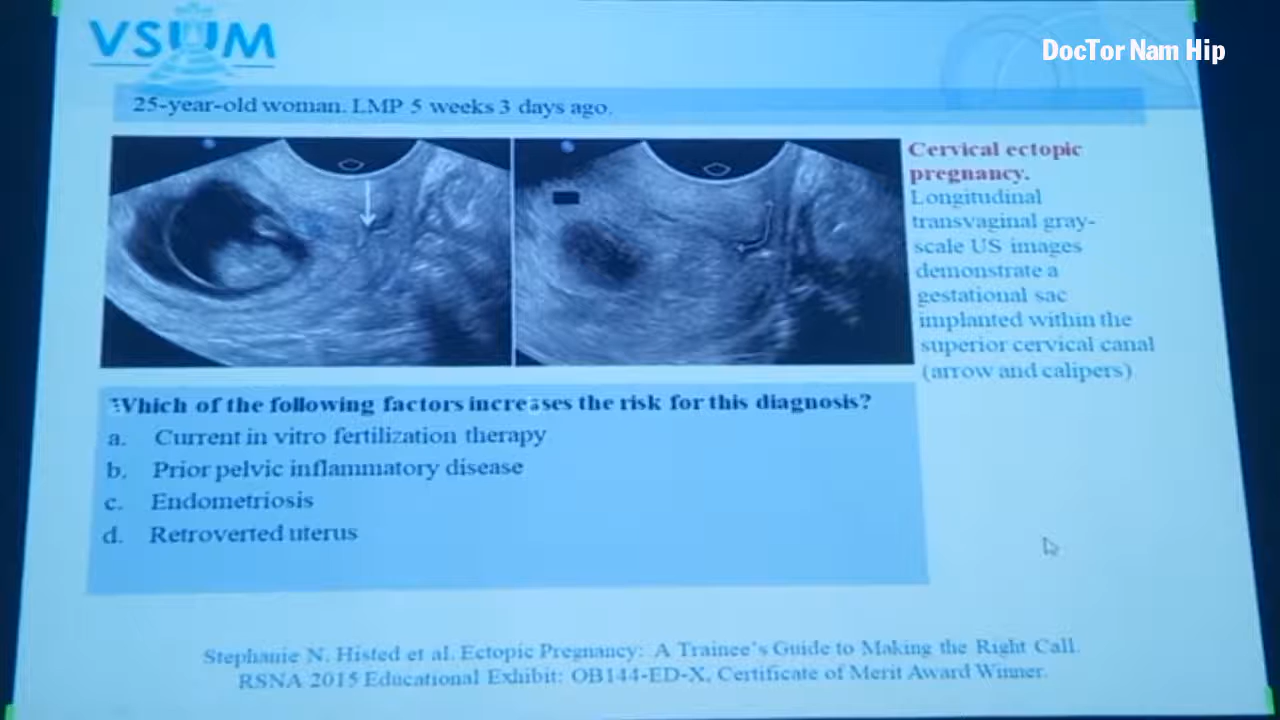 VSUM
DocTor Nam Hip
25-year-old woman. LMP 5 weeks 3 days ago.
Cervical ectopic
pregnancy.
Longitudinal
transvaginal gray-
scale US images
demonstrate a
gestational sac
implanted within the
superior cervical canal
(arrow and calipers)
Which of the following factors increases the risk for this diagnosis?
a. Current in vitro fertilization therapy
b. Prior pelvic inflammatory disease
c. Endometriosis
d. Retroverted uterus
Stephanie N. Histed et al. Ectopic Pregnancy: A Trainee's Guide to Making the Right Call.
RSNA 2015 Educational Exhibit: OB144-ED-X, Certificate of Merit Award Winner.